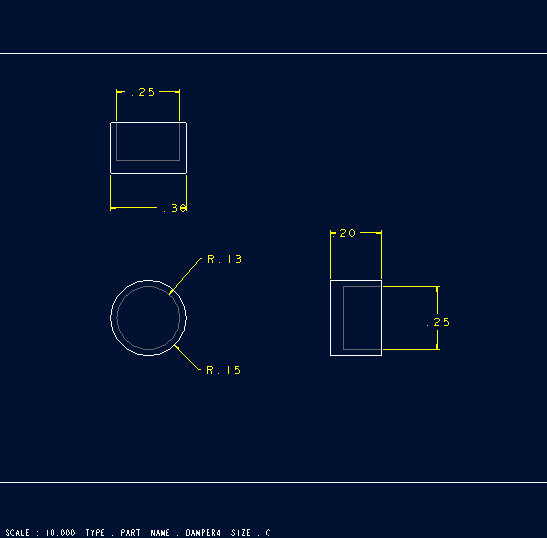 .25
.30
.20
R.13
.25
R.15
SCALE : 10.000 TYPE : PART NAME : DAMPER4 SIZE : C